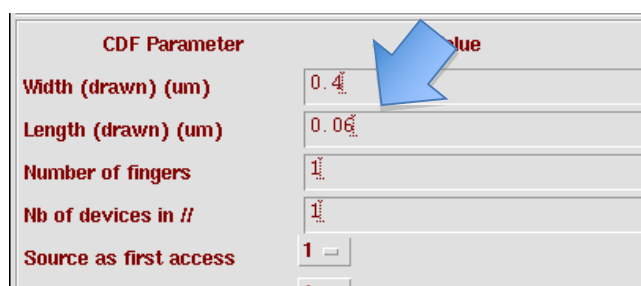 CDF Parameter lue
Width (drawn) (um) 0.4
Length (drawn) (um) 0.06
Number of fingers 1
Nb of devices in // 1
Source as first access 1